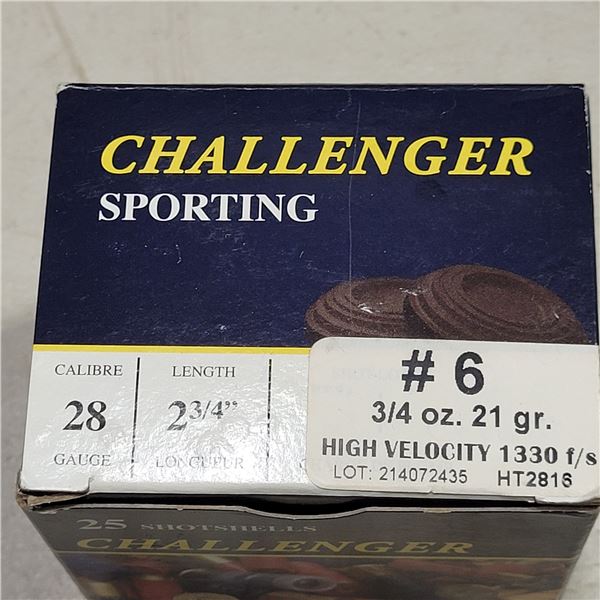 CHALLENGER
SPORTING
CALIBRE
28
GAUGE
LENGTH
2 3/4"
LONGUEUR
# 6
3/4 oz. 21 gr.
HIGH VELOCITY 1330 f/s
LOT: 214072435 HT2816
25 SHOTSHELLS
CHALLENGER